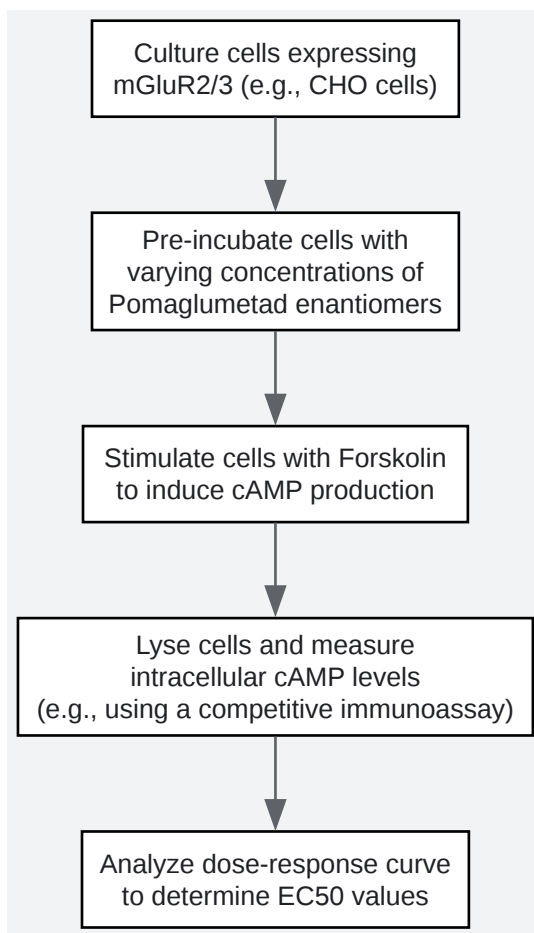 Culture cells expressing
mGluR2/3 (e.g., CHO cells)
Pre-incubate cells with
varying concentrations of
Pomaglumetad enantiomers
Stimulate cells with Forskolin
to induce cAMP production
Lyse cells and measure
intracellular cAMP levels
(e.g., using a competitive immunoassay)
Analyze dose-response curve
to determine EC50 values